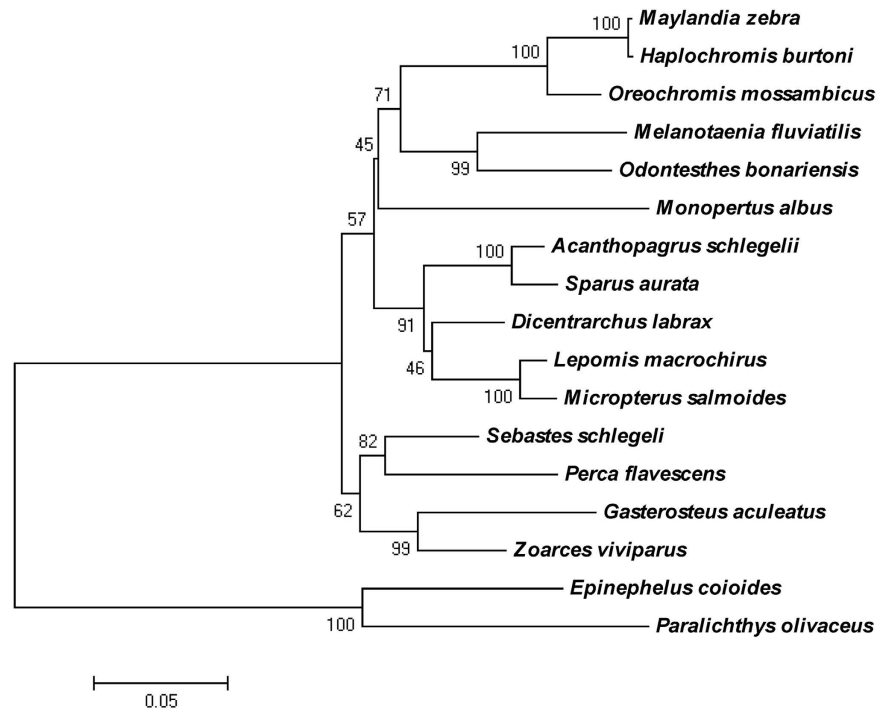 100
Maylandia zebra
100
Haplochromis burtoni
Oreochromis mossambicus
71
Melanotaenia fluviatilis
45
99
Odontesthes bonariensis
Monopertus albus
57
100
Acanthopagrus schlegelii
Sparus aurata
91
Dicentrarchus labrax
46
Lepomis macrochirus
100
Micropterus salmoides
82
Sebastes schlegeli
Perca flavescens
62
Gasterosteus aculeatus
99
Zoarces viviparus
Epinephelus coioides
100
Paralichthys olivaceus
0.05